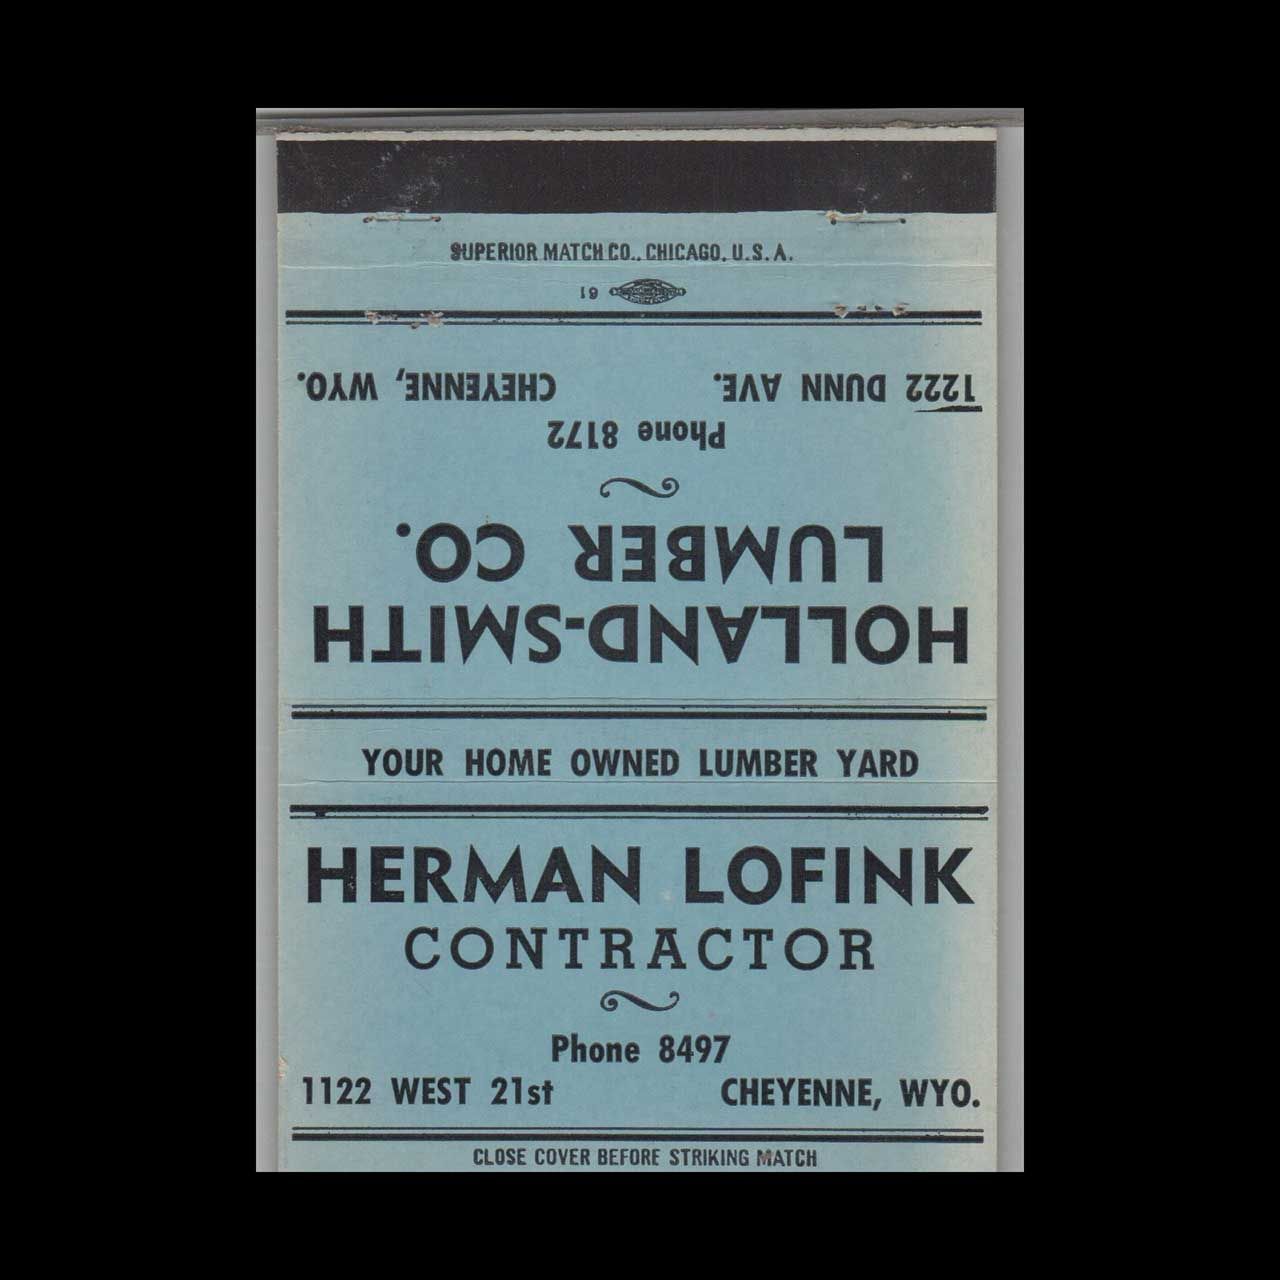 SUPERIOR MATCH CO., CHICAGO, U.S.A.
19
HOLLAND-SMITH
LUMBER CO.
Phone 8172
1222 DUNN AVE. CHEYENNE, WYO.
YOUR HOME OWNED LUMBER YARD
HERMAN LOFINK
CONTRACTOR
Phone 8497
1122 WEST 21st CHEYENNE, WYO.
CLOSE COVER BEFORE STRIKING MATCH